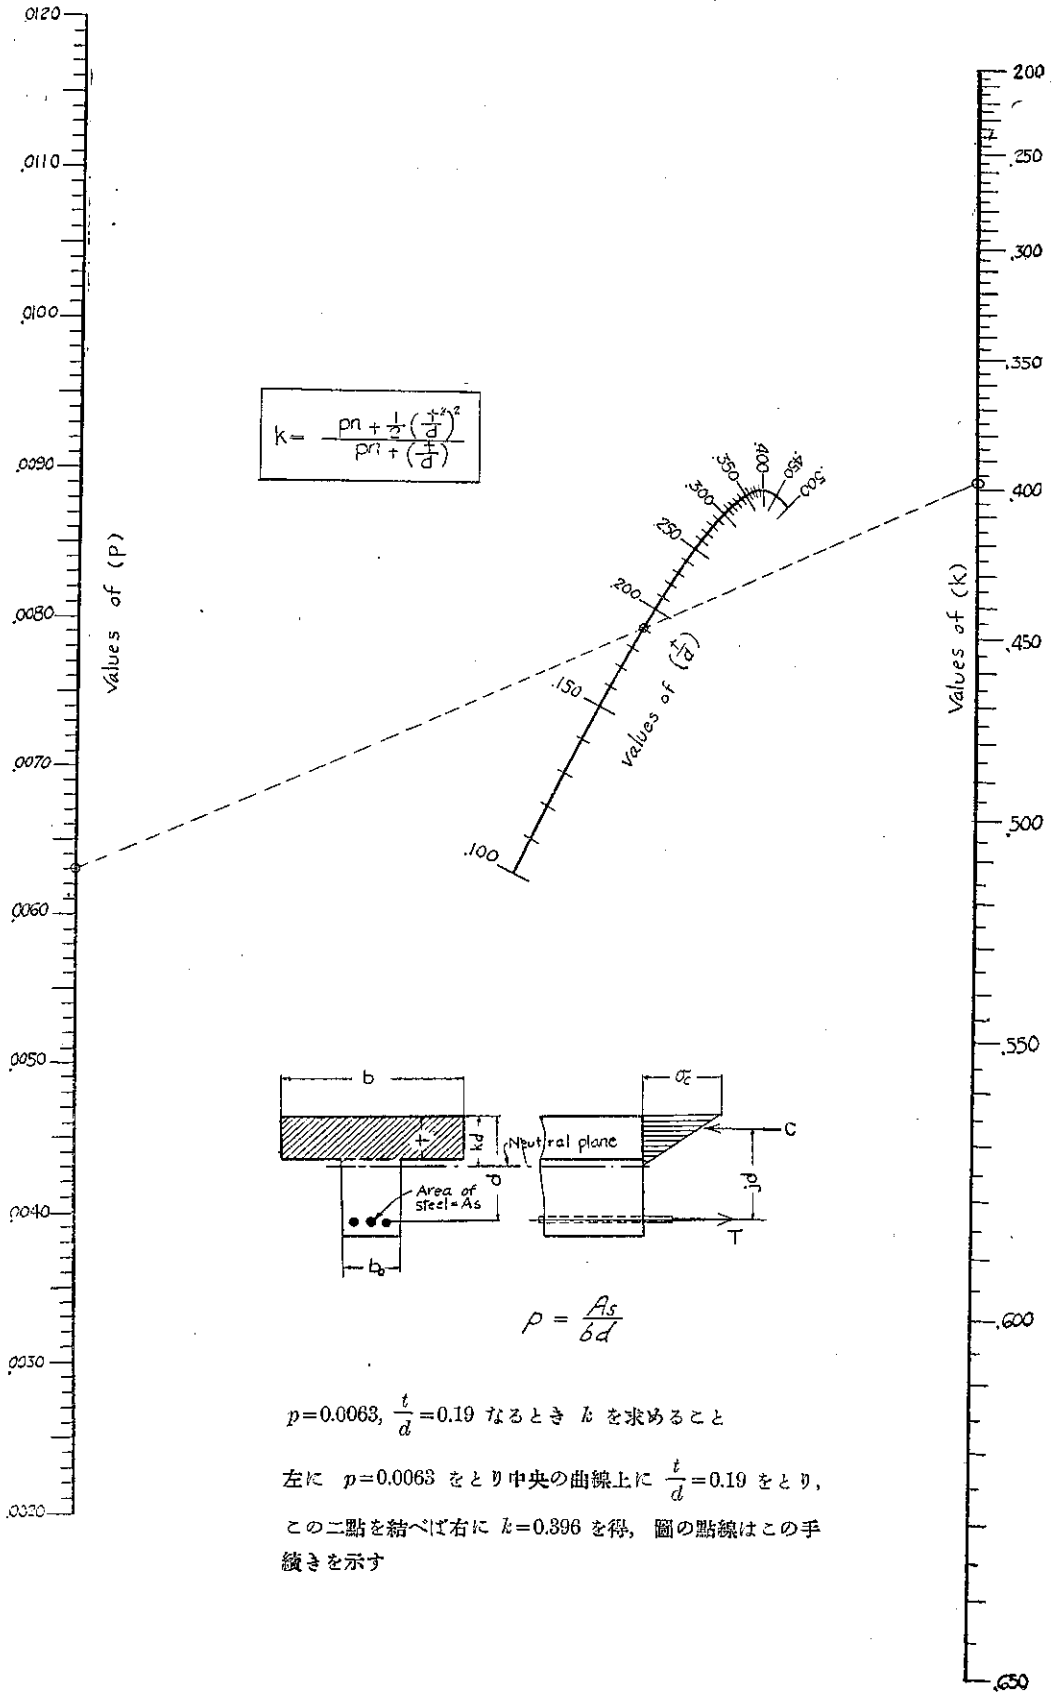 .0120
.0110
.0100
.0090
.0080
.0070
.0060
.0050
.0040
.0030
.0020
Values of (p)
k = pn + 1/2 (t/d)² / pn + (t/d)
.100
.150
.200
.250
.300
.350
.400
.450
.500
values of (t/d)
.200
.250
.300
.350
.400
.450
.500
.550
.600
.650
Values of (k)
b
t
kd
d
Neutral plane
Area of
steel=As
b₀
σc
C
jd
T
p = As/bd
p=0.0063, t/d=0.19 なるとき k を求めること
左に p=0.0063 をとり中央の曲線上に t/d=0.19 をとり,
この二點を結べば右に k=0.396 を得, 圖の點線はこの手
續きを示す